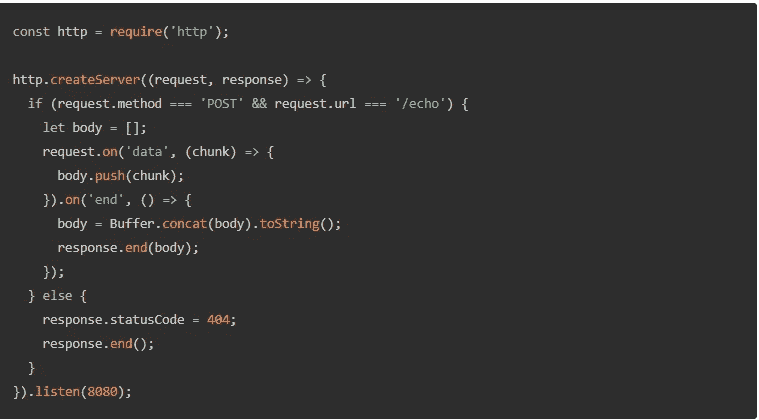 const http = require('http');

http.createServer((request, response) => {
  if (request.method === 'POST' && request.url === '/echo') {
    let body = [];
    request.on('data', (chunk) => {
      body.push(chunk);
    }).on('end', () => {
      body = Buffer.concat(body).toString();
      response.end(body);
    });
  } else {
    response.statusCode = 404;
    response.end();
  }
}).listen(8080);